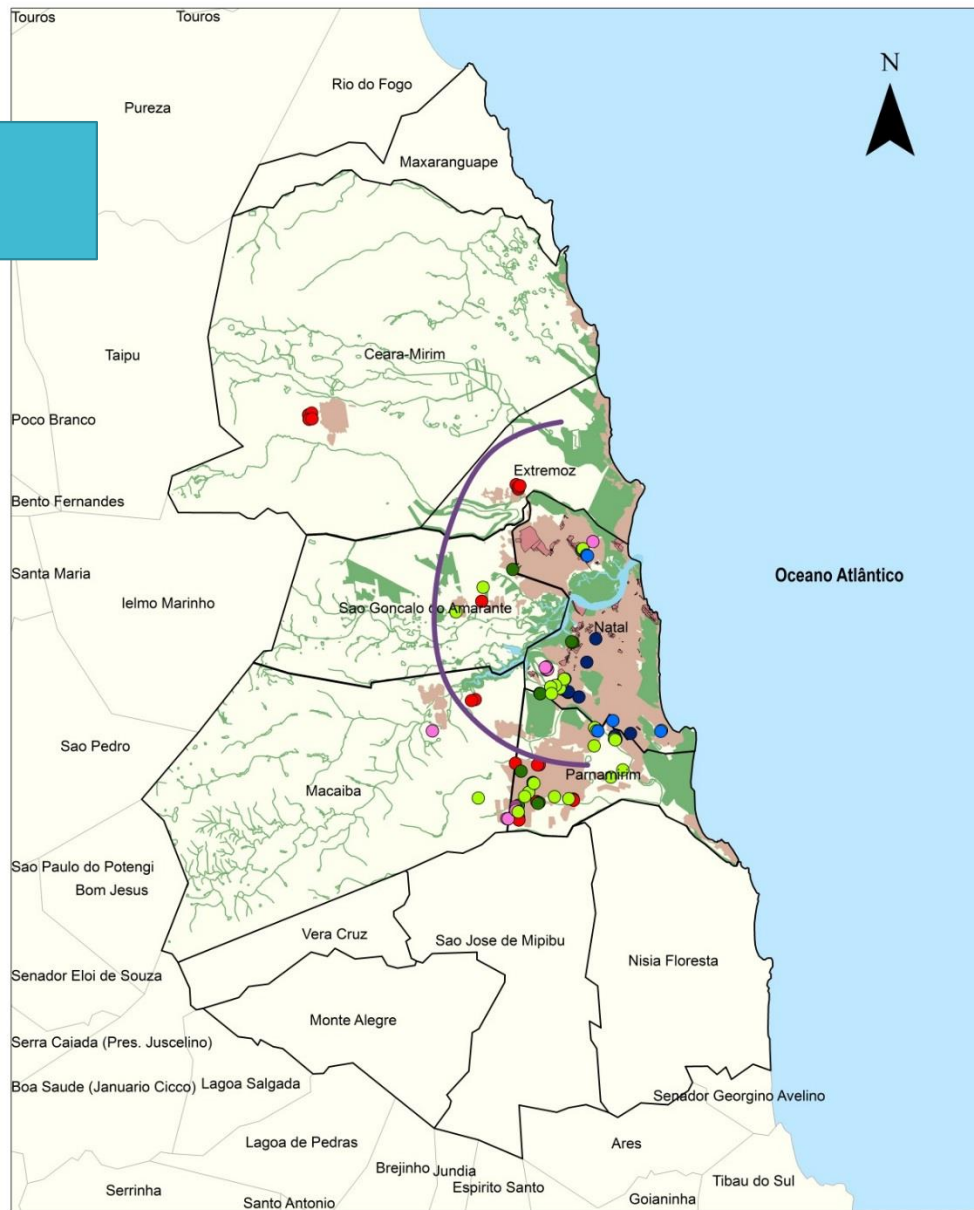 Touros
Touros
N
Rio do Fogo
Pureza
Maxaranguape
Taipu
Ceara-Mirim
Poco Branco
Extremoz
Bento Fernandes
Santa Maria
Oceano Atlântico
Ielmo Marinho
Sao Goncalo do Amarante
Natal
Sao Pedro
Parnamirim
Macaiba
Sao Paulo do Potengi
Bom Jesus
Vera Cruz
Sao Jose de Mipibu
Nisia Floresta
Senador Eloi de Souza
Monte Alegre
Serra Caiada (Pres. Juscelino)
Boa Saude (Januario Cicco)
Lagoa Salgada
Senador Georgino Avelino
Lagoa de Pedras
Ares
Brejinho
Jundia
Tibau do Sul
Serrinha
Espirito Santo
Santo Antonio
Goianinha